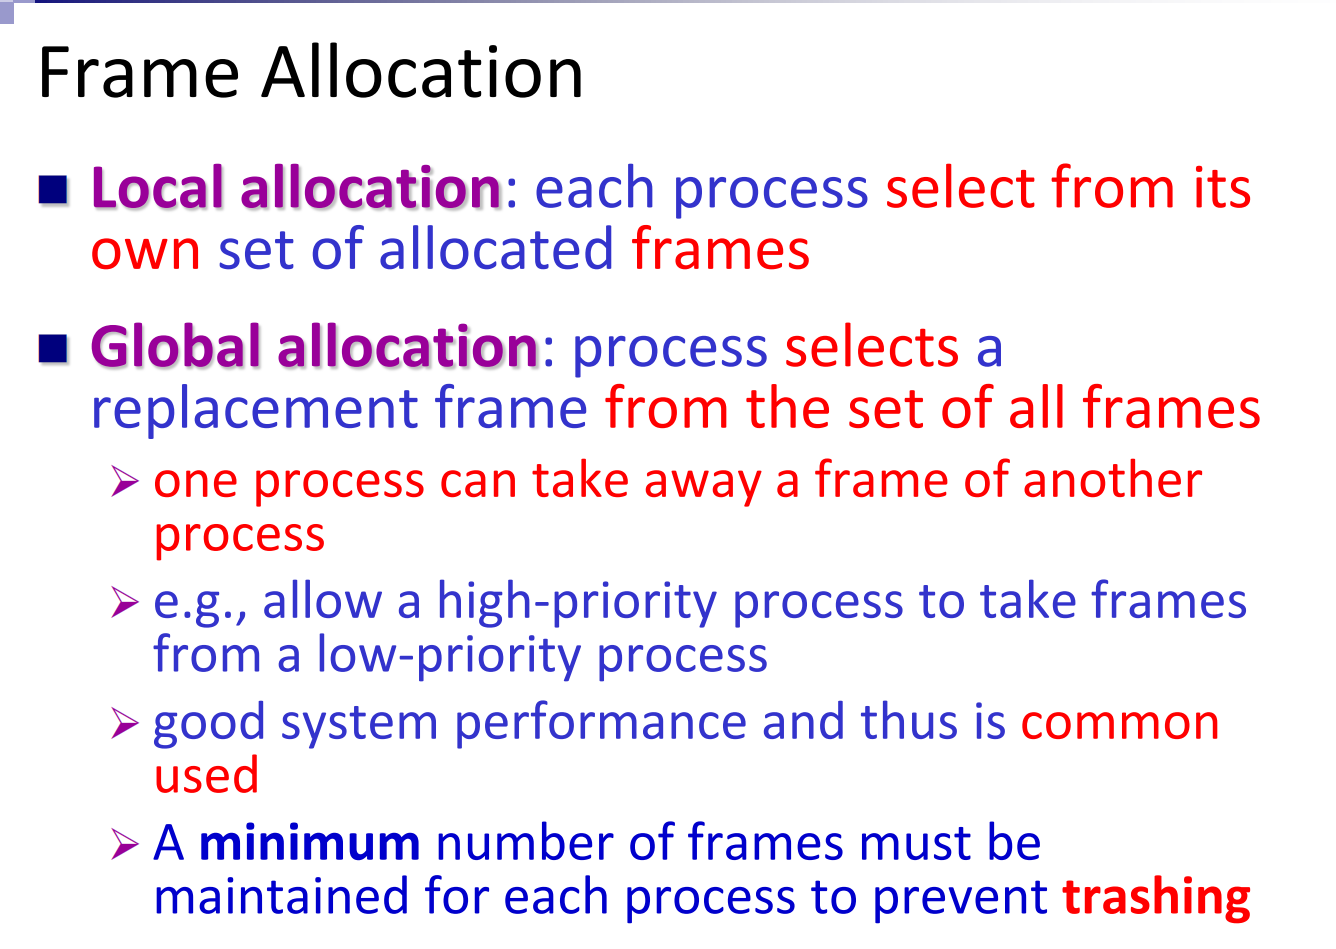 Frame Allocation
Local allocation: each process select from its
own set of allocated frames
Global allocation: process selects a
replacement frame from the set of all frames
one process can take away a frame of another
process
e.g., allow a high-priority process to take frames
from a low-priority process
good system performance and thus is common
used
A minimum number of frames must be
maintained for each process to prevent trashing